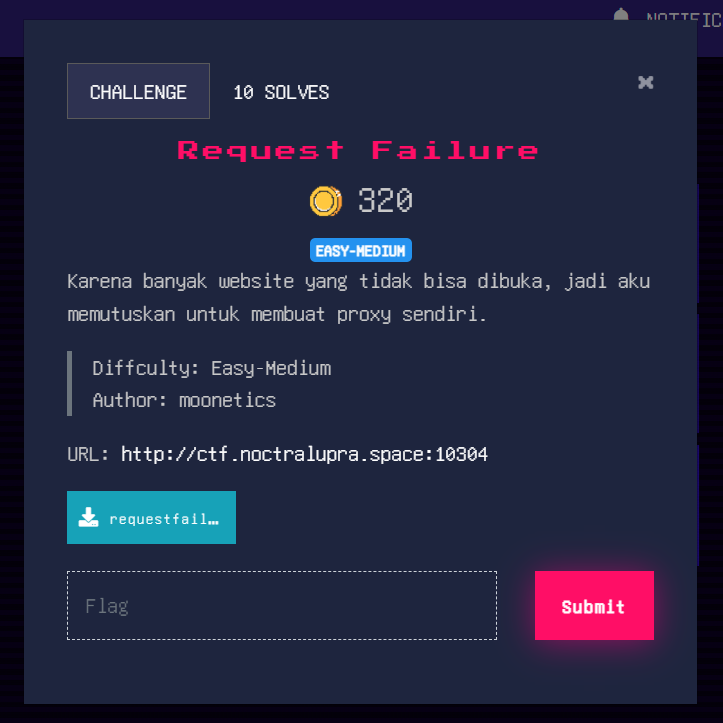 NOTIFIC
CHALLENGE
10 SOLVES
Request Failure
320
EASY-MEDIUM
Karena banyak website yang tidak bisa dibuka, jadi aku
memutuskan untuk membuat proxy sendiri.
Diffculty: Easy-Medium
Author: moonetics
URL: http://ctf.noctralupra.space:10304
requestfail…
Flag
Submit